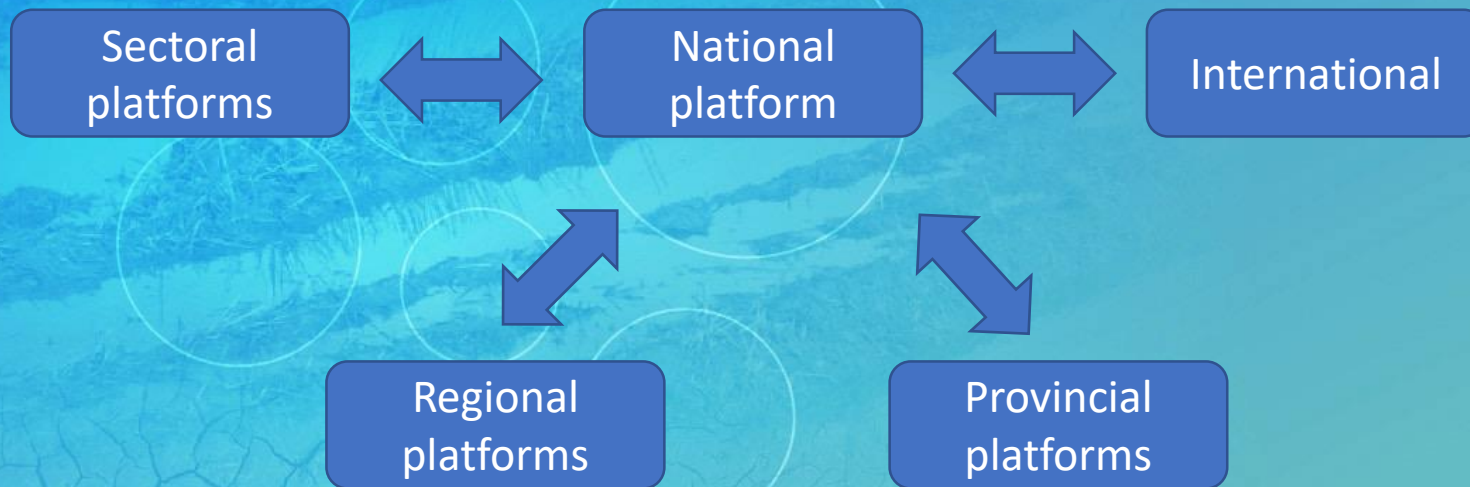 Sectoral
platforms
National
platform
International
Regional
platforms
Provincial
platforms